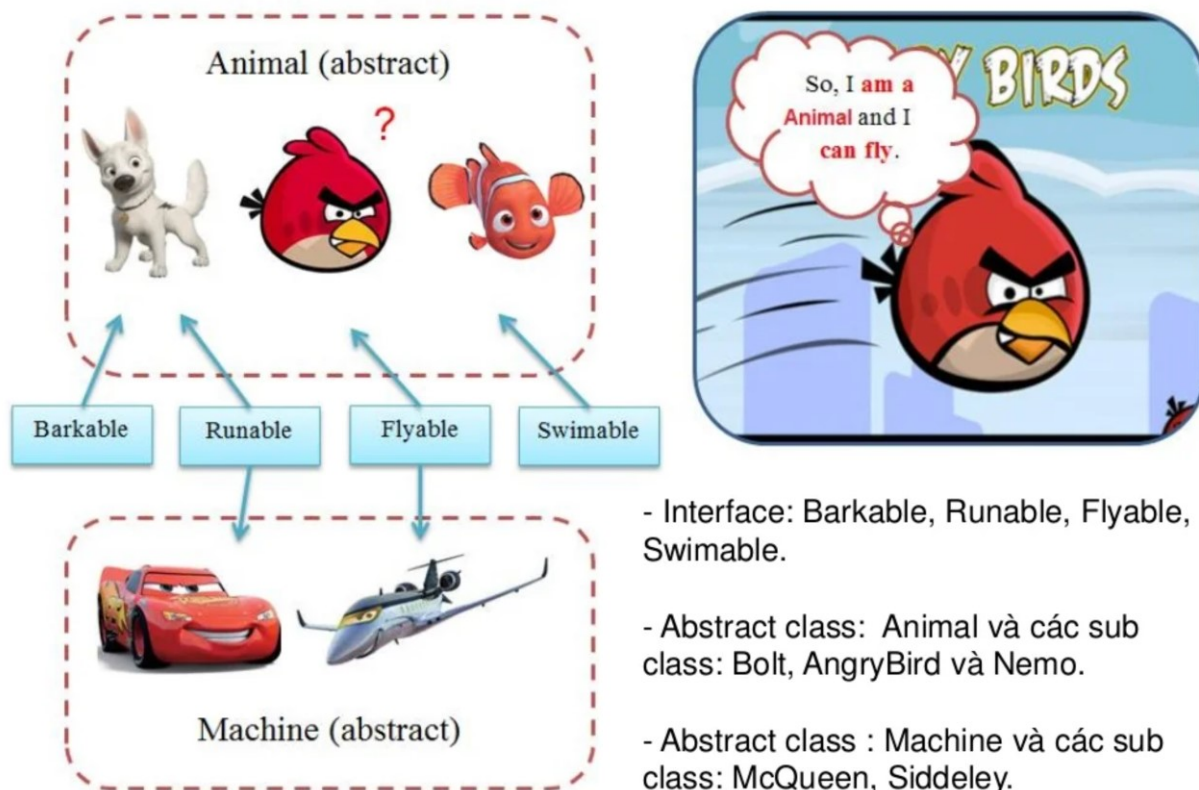 Animal (abstract)
?
Barkable
Runable
Flyable
Swimable
Machine (abstract)
BIRDS
So, I am a
Animal and I
can fly.
- Interface: Barkable, Runable, Flyable,
Swimable.
- Abstract class:  Animal và các sub
class: Bolt, AngryBird và Nemo.
- Abstract class : Machine và các sub
class: McQueen, Siddeley.